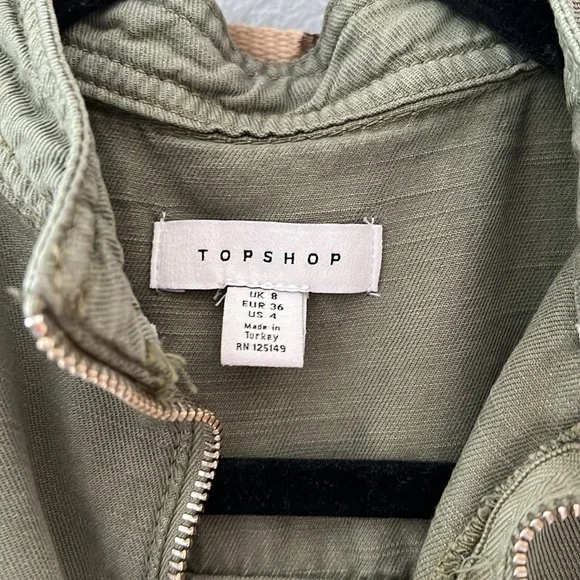 TOPSHOP
UK 8
EUR 36
US 4
Made in
Turkey
RN 125149